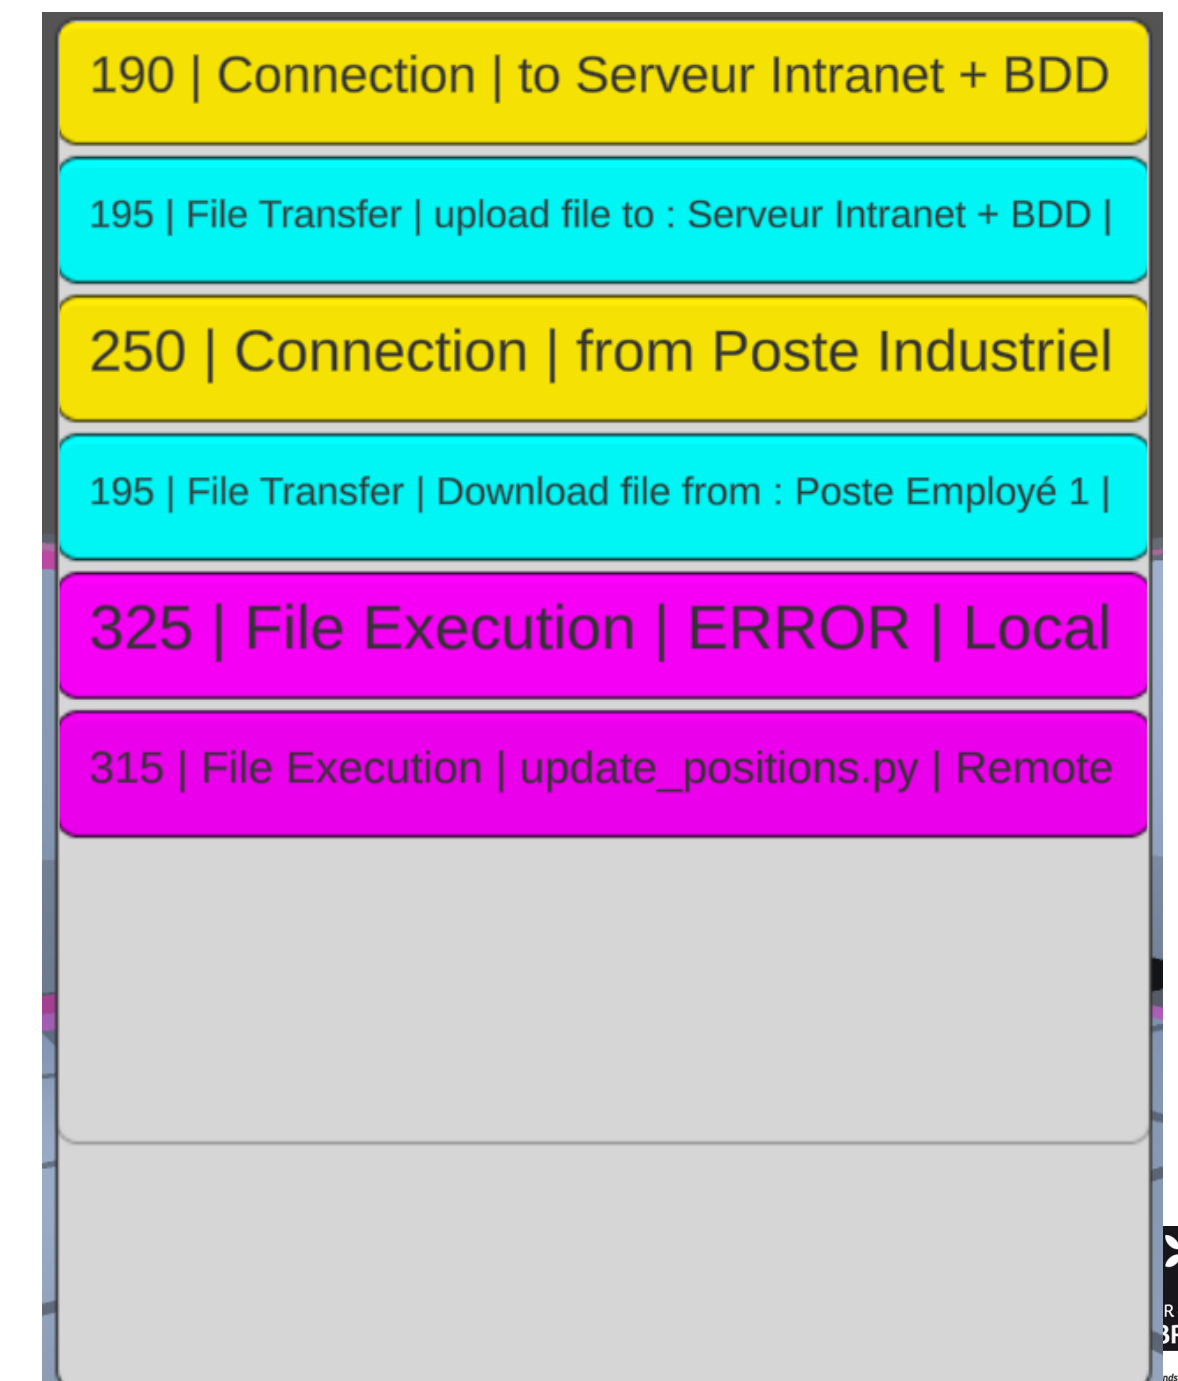 190 | Connection | to Serveur Intranet + BDD
195 | File Transfer | upload file to : Serveur Intranet + BDD |
250 | Connection | from Poste Industriel
195 | File Transfer | Download file from : Poste Employé 1 |
325 | File Execution | ERROR | Local
315 | File Execution | update_positions.py | Remote
R